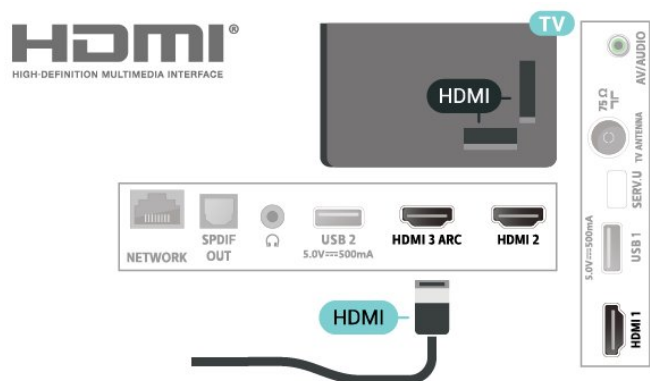 HDMI®
HIGH-DEFINITION MULTIMEDIA INTERFACE
TV
HDMI
AV/AUDIO
75 Ω
TV ANTENNA
SERV.U
5.0V⎓500mA
USB 1
HDMI 1
NETWORK
SPDIF
OUT
USB 2
5.0V⎓500mA
HDMI 3 ARC
HDMI 2
HDMI